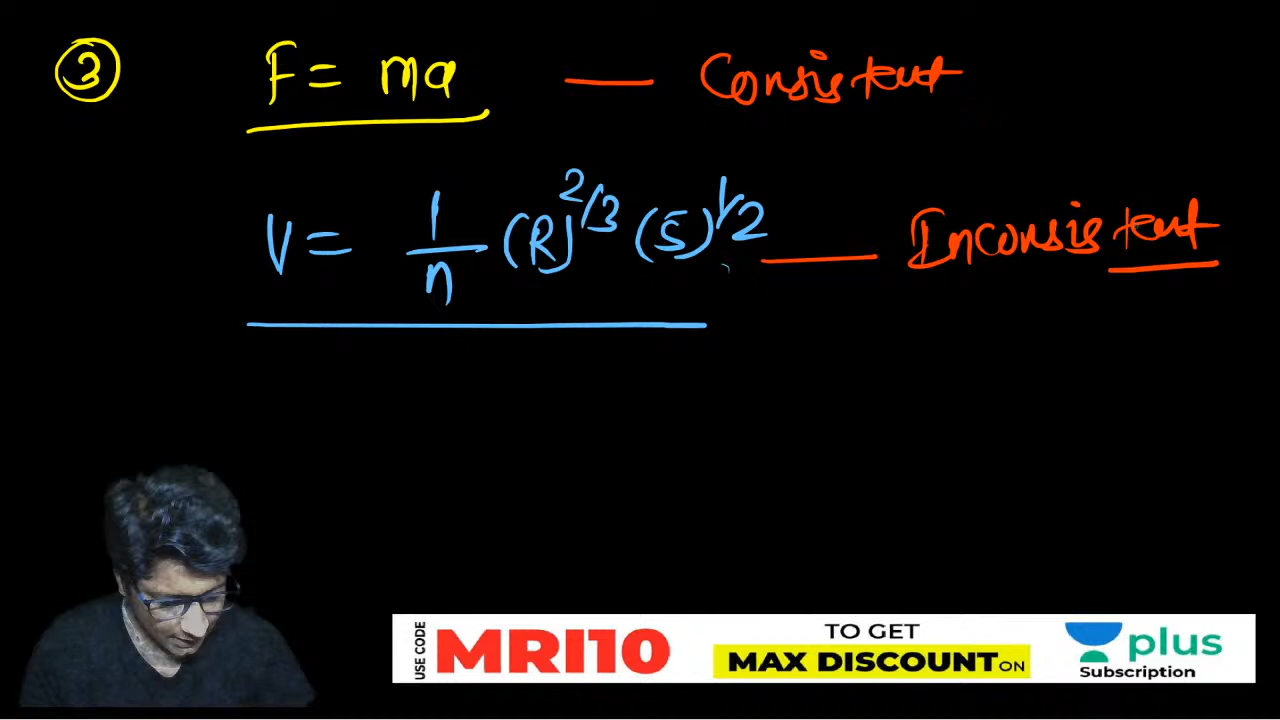 ③ F = ma — Consistent
V = 1/n (R)^2/3 (S)^1/2 — Inconsistent
USE CODE MRI10 TO GET MAX DISCOUNT ON plus Subscription